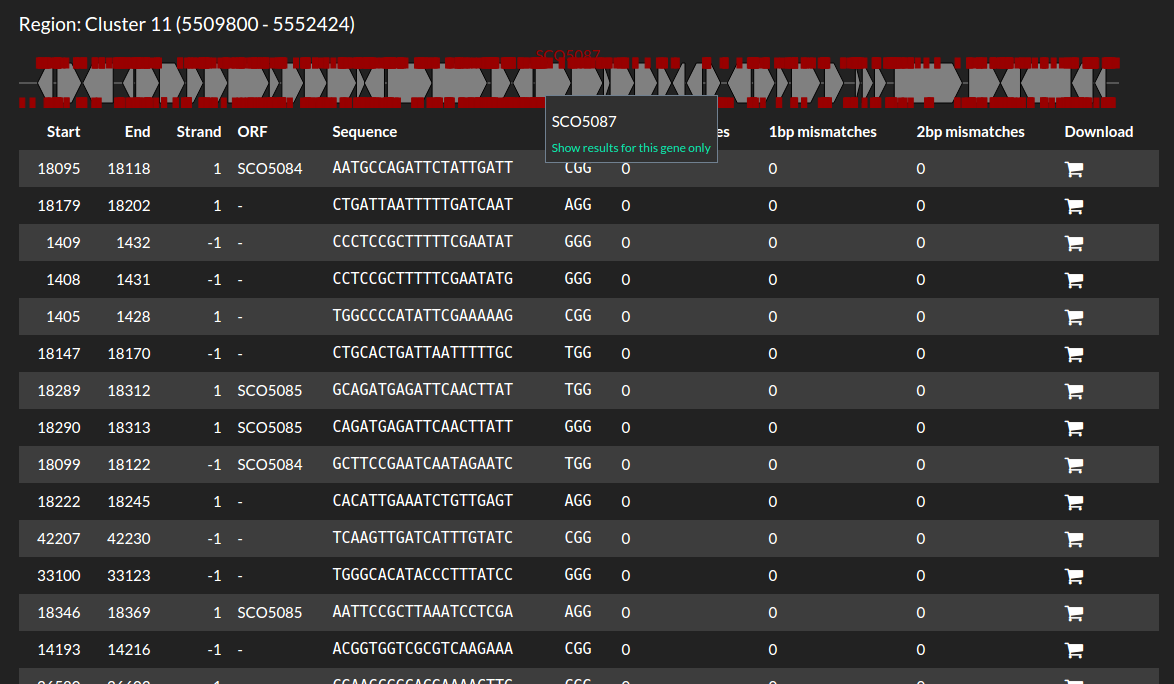 Region: Cluster 11 (5509800 - 5552424)
SCO5087
SCO5087
Show results for this gene only
Start End Strand ORF Sequence es 1bp mismatches 2bp mismatches Download
18095 18118 1 SCO5084 AATGCCAGATTCTATTGATT CGG 0 0 0
18179 18202 1 - CTGATTAATTTTTGATCAAT AGG 0 0 0
1409 1432 -1 - CCCTCCGCTTTTTCGAATAT GGG 0 0 0
1408 1431 -1 - CCTCCGCTTTTTCGAATATG GGG 0 0 0
1405 1428 1 - TGGCCCCATATTCGAAAAAG CGG 0 0 0
18147 18170 -1 - CTGCACTGATTAATTTTTGC TGG 0 0 0
18289 18312 1 SCO5085 GCAGATGAGATTCAACTTAT TGG 0 0 0
18290 18313 1 SCO5085 CAGATGAGATTCAACTTATT GGG 0 0 0
18099 18122 -1 SCO5084 GCTTCCGAATCAATAGAATC TGG 0 0 0
18222 18245 1 - CACATTGAAATCTGTTGAGT AGG 0 0 0
42207 42230 -1 - TCAAGTTGATCATTTGTATC CGG 0 0 0
33100 33123 -1 - TGGGCACATACCCTTTATCC GGG 0 0 0
18346 18369 1 SCO5085 AATTCCGCTTAAATCCTCGA AGG 0 0 0
14193 14216 -1 - ACGGTGGTCGCGTCAAGAAA CGG 0 0 0